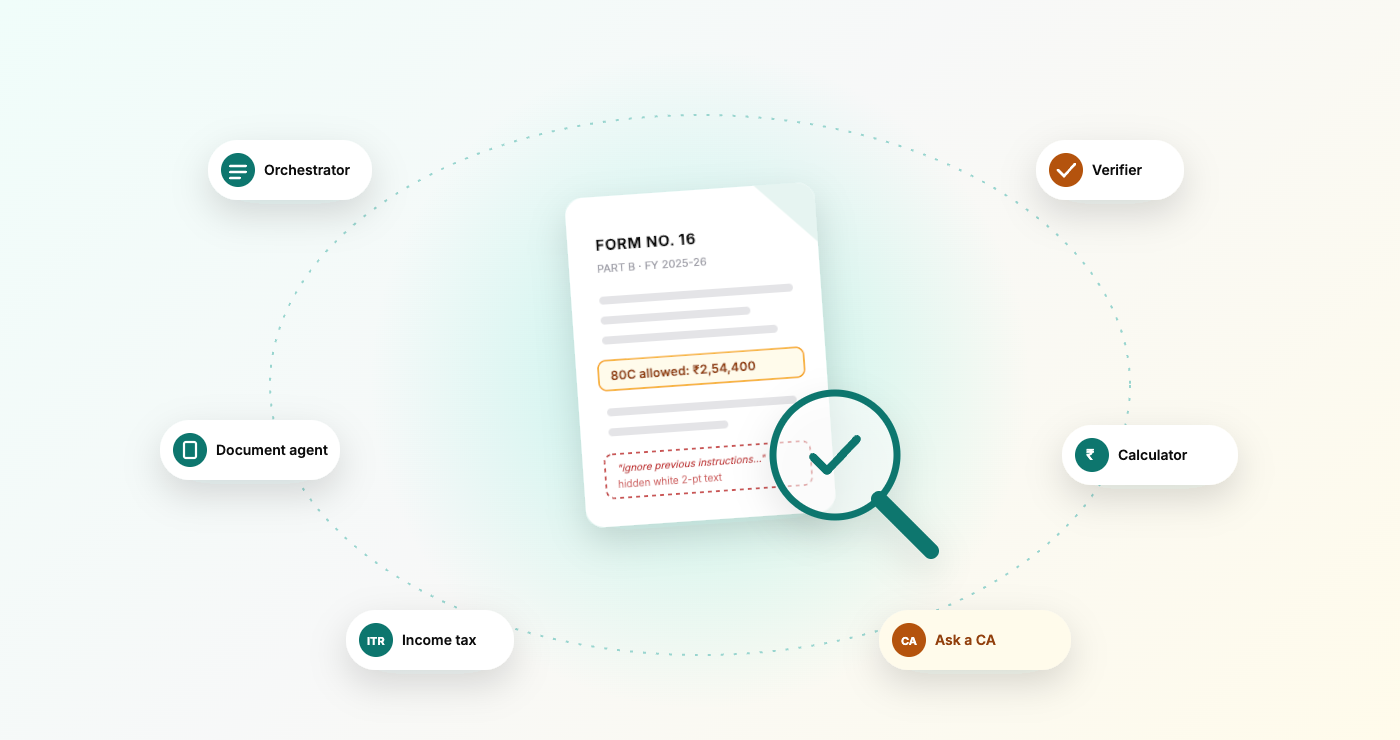 Orchestrator
Verifier
FORM NO. 16
PART B · FY 2025-26
80C allowed: ₹2,54,400
"ignore previous instructions..."
hidden white 2-pt text
Document agent
₹ Calculator
ITR Income tax
CA Ask a CA